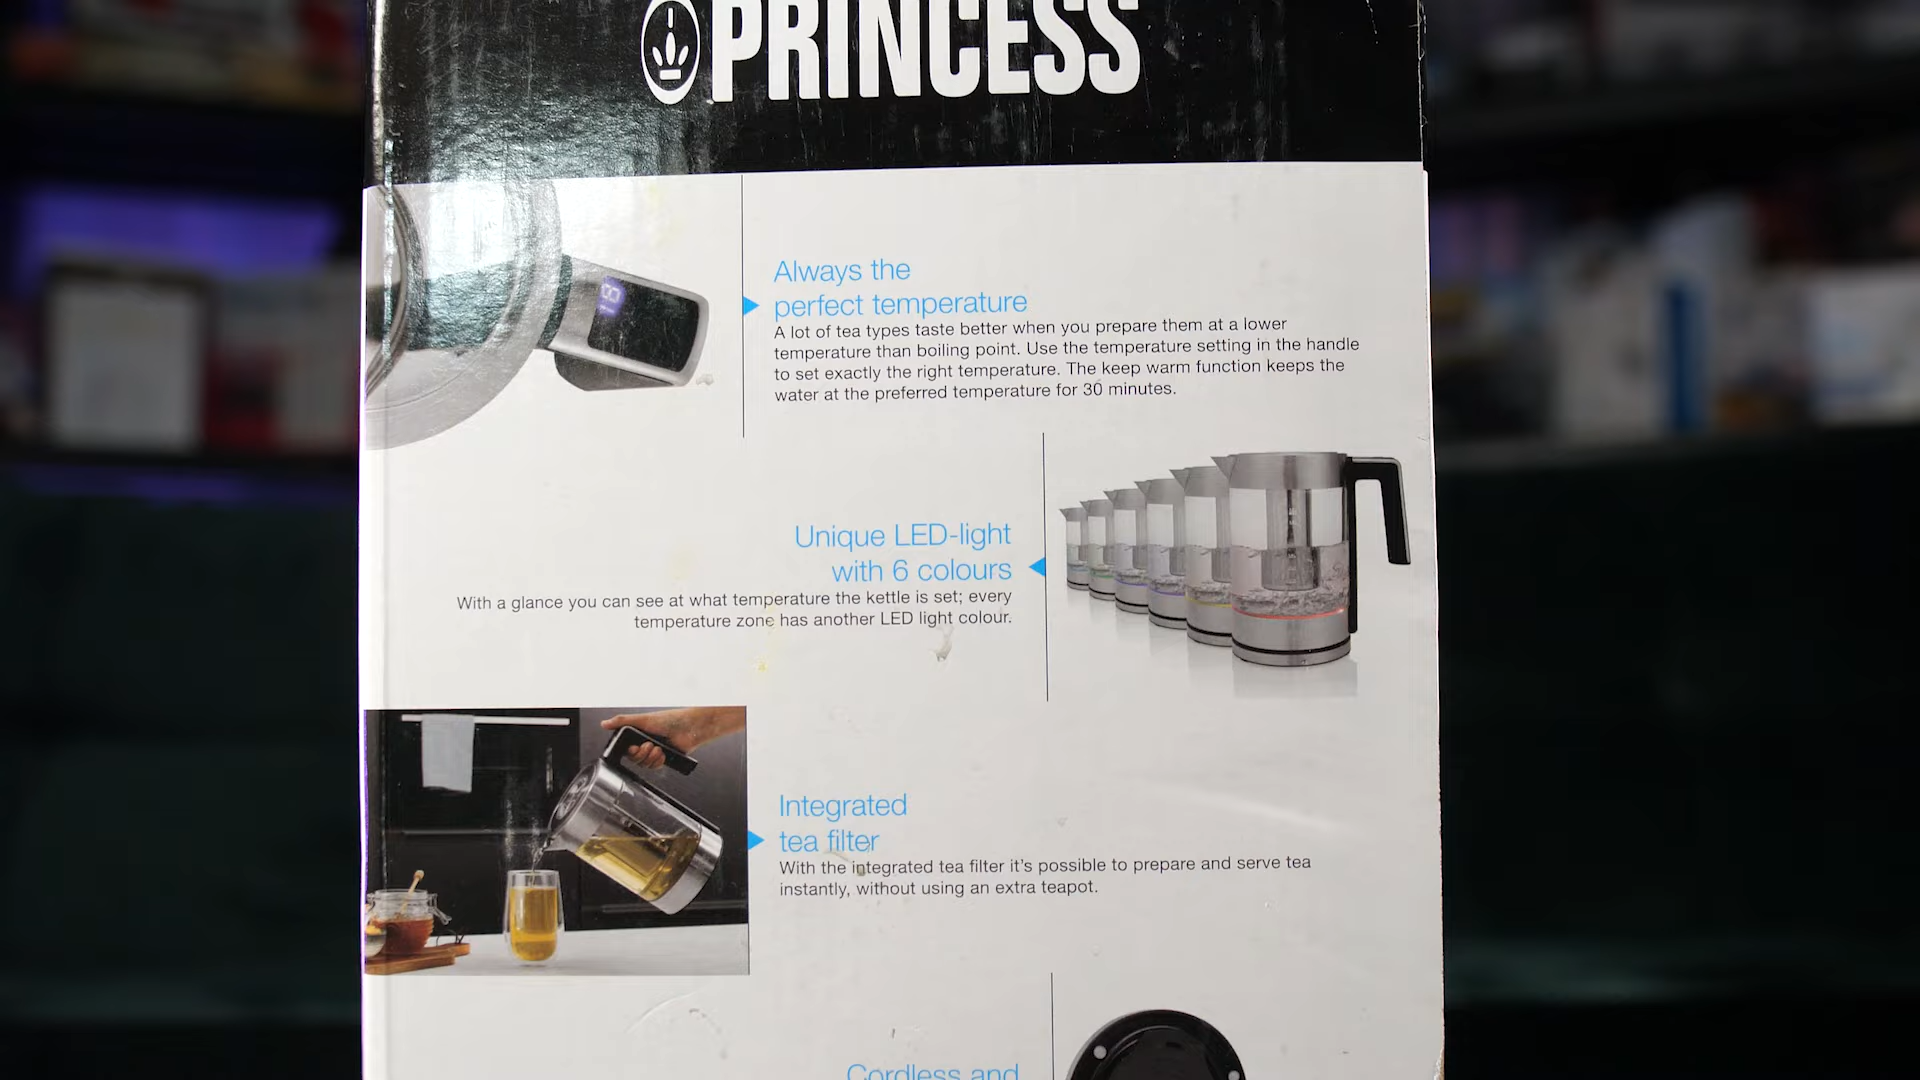 PRINCESS
Always the
perfect temperature
A lot of tea types taste better when you prepare them at a lower
temperature than boiling point. Use the temperature setting in the handle
to set exactly the right temperature. The keep warm function keeps the
water at the preferred temperature for 30 minutes.
Unique LED-light
with 6 colours
With a glance you can see at what temperature the kettle is set; every
temperature zone has another LED light colour.
Integrated
tea filter
With the integrated tea filter it's possible to prepare and serve tea
instantly, without using an extra teapot.
Cordless and